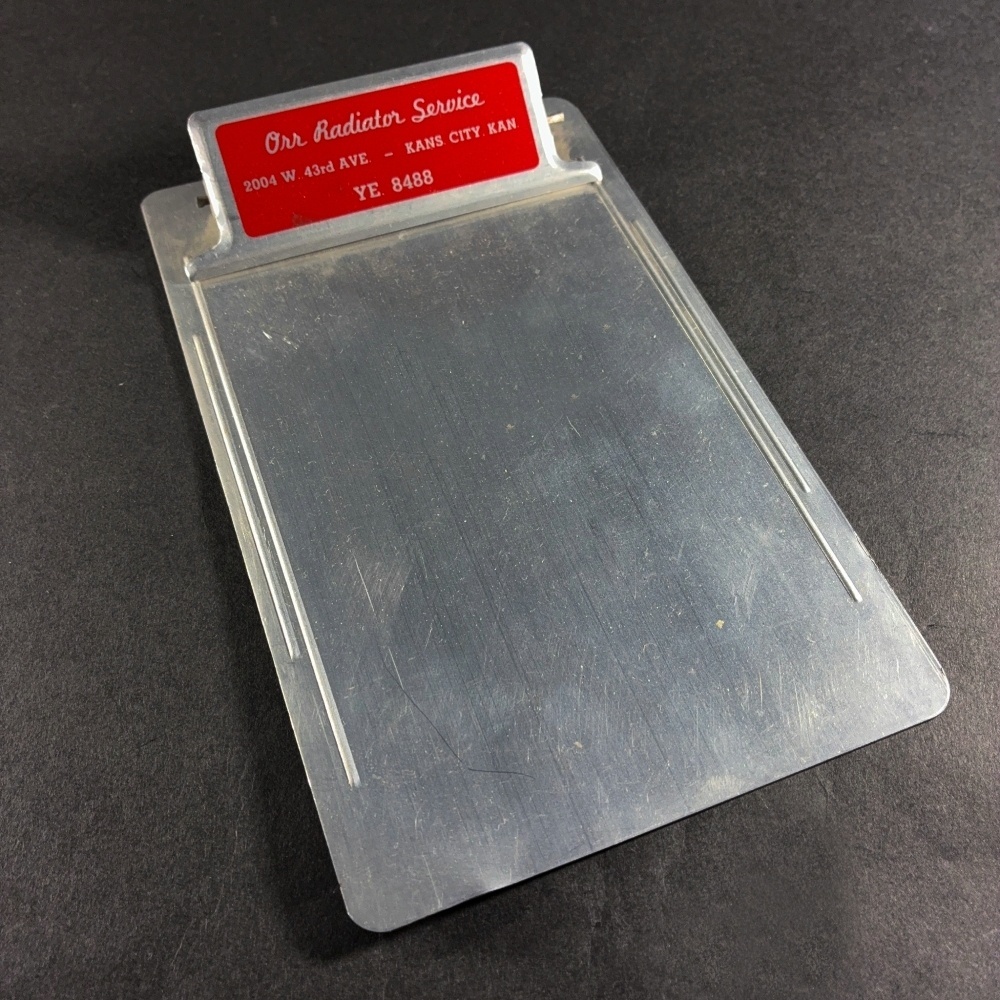 Orr Radiator Service
2004 W. 43rd AVE. – KANS. CITY. KAN
YE. 8488